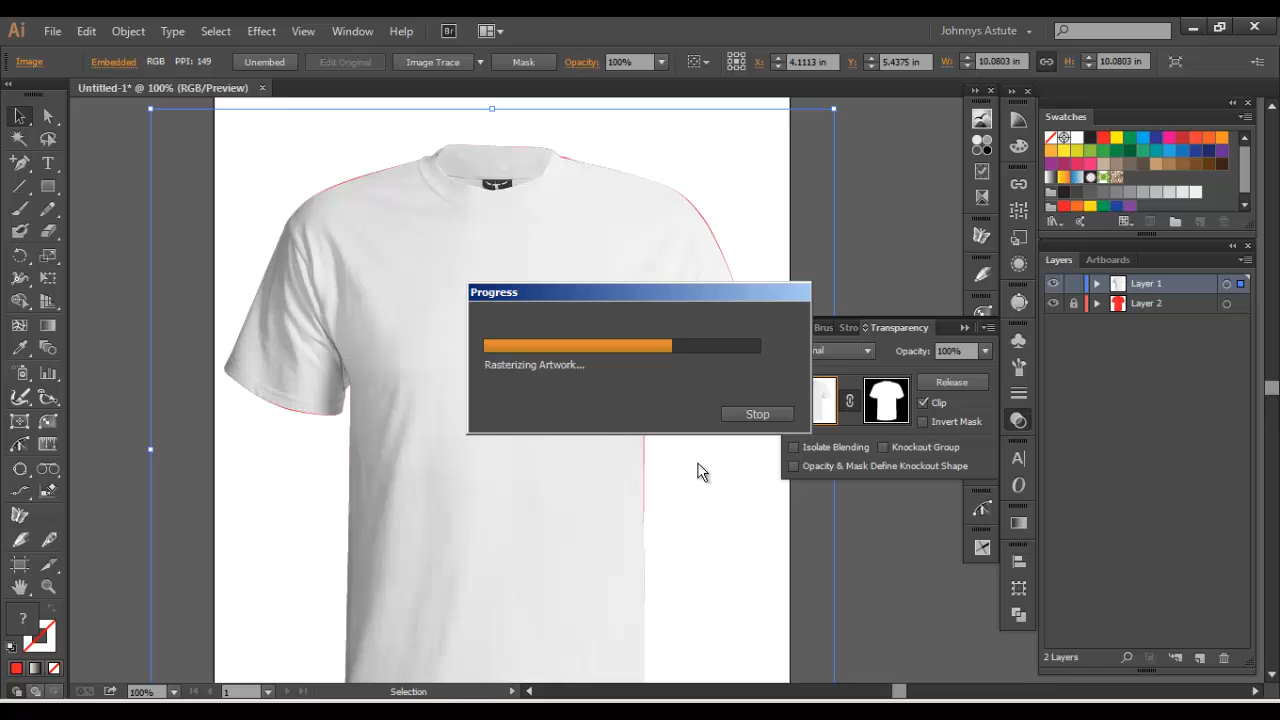 Ai File Edit Object Type Select Effect View Window Help Br Johnnys Astute
Image Embedded RGB PPI: 149 Unembed Edit Original Image Trace Mask Opacity: 100% X: 4.1113 in Y: 5.4375 in W: 10.0803 in H: 10.0803 in
Untitled-1* @ 100% (RGB/Preview)
Swatches
Layers Artboards
Layer 1
Layer 2
Progress
Rasterizing Artwork...
Stop
Brus Stro Transparency
mal Opacity: 100%
Release
Clip
Invert Mask
Isolate Blending Knockout Group
Opacity & Mask Define Knockout Shape
?
2 Layers
100% 1 Selection